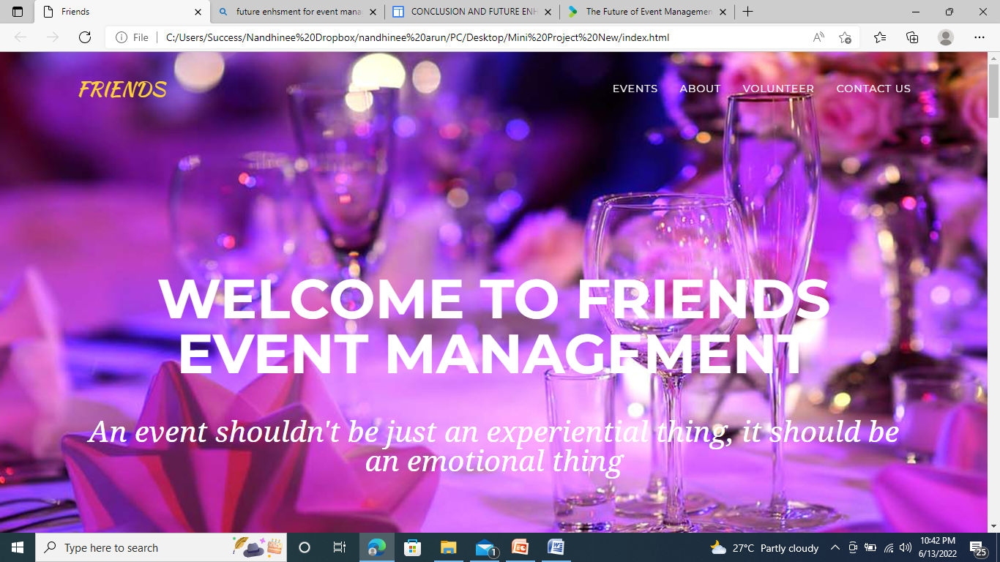 Friends
future enhsment for event mana
CONCLUSION AND FUTURE ENH
The Future of Event Managemen
File
C:/Users/Success/Nandhinee%20Dropbox/nandhinee%20arun/PC/Desktop/Mini%20Project%20New/index.html
FRIENDS
EVENTS ABOUT VOLUNTEER CONTACT US
WELCOME TO FRIENDS
EVENT MANAGEMENT
An event shouldn't be just an experiential thing, it should be
an emotional thing
Type here to search
1
27°C Partly cloudy
10:42 PM
6/13/2022
25